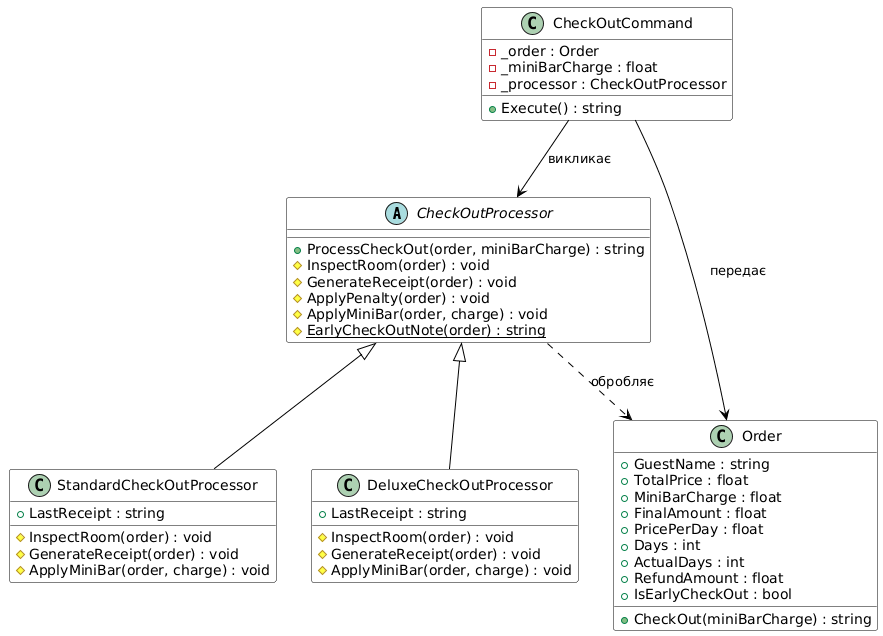 C CheckOutCommand
_order : Order
_miniBarCharge : float
_processor : CheckOutProcessor
Execute() : string
викликає
передає
A CheckOutProcessor
ProcessCheckOut(order, miniBarCharge) : string
InspectRoom(order) : void
GenerateReceipt(order) : void
ApplyPenalty(order) : void
ApplyMiniBar(order, charge) : void
EarlyCheckOutNote(order) : string
обробляє
C StandardCheckOutProcessor
LastReceipt : string
InspectRoom(order) : void
GenerateReceipt(order) : void
ApplyMiniBar(order, charge) : void
C DeluxeCheckOutProcessor
LastReceipt : string
InspectRoom(order) : void
GenerateReceipt(order) : void
ApplyMiniBar(order, charge) : void
C Order
GuestName : string
TotalPrice : float
MiniBarCharge : float
FinalAmount : float
PricePerDay : float
Days : int
ActualDays : int
RefundAmount : float
IsEarlyCheckOut : bool
CheckOut(miniBarCharge) : string